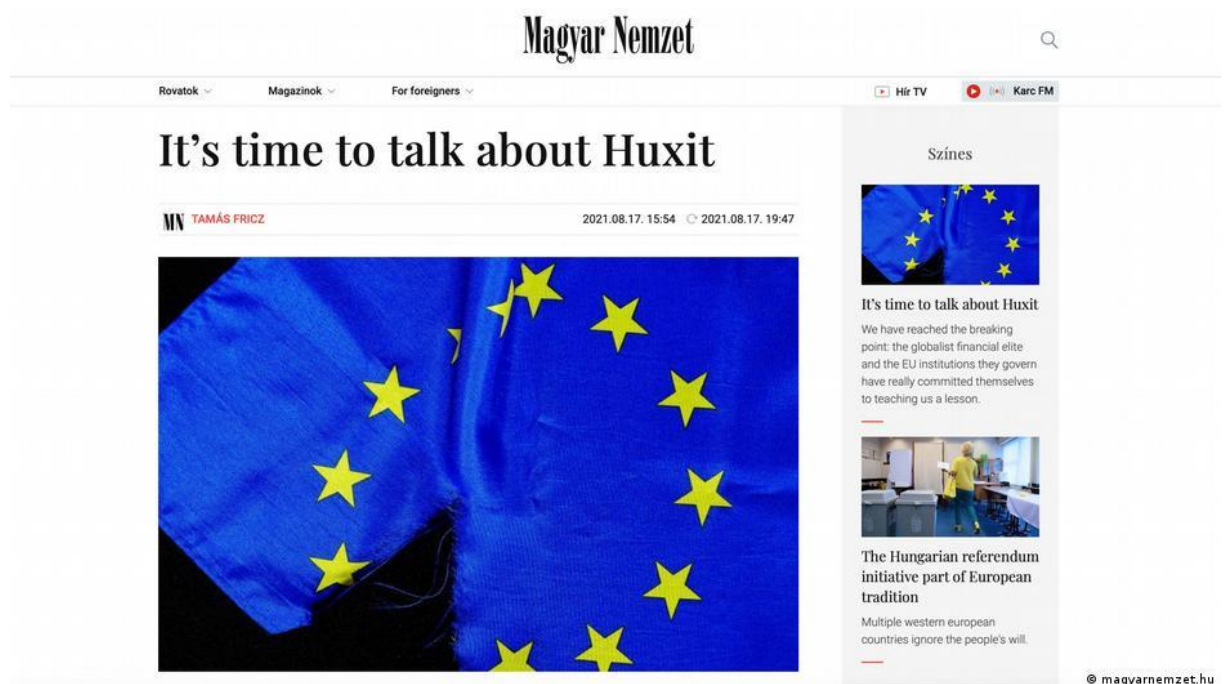 Magyar Nemzet
Rovatok
Magazinok
For foreigners
Hír TV
Karc FM
It’s time to talk about Huxit
MN TAMÁS FRICZ
2021.08.17. 15:54
2021.08.17. 19:47
Színes
It’s time to talk about Huxit
We have reached the breaking
point: the globalist financial elite
and the EU institutions they govern
have really committed themselves
to teaching us a lesson.
The Hungarian referendum
initiative part of European
tradition
Multiple western european
countries ignore the people's will.
© magyarnemzet.hu